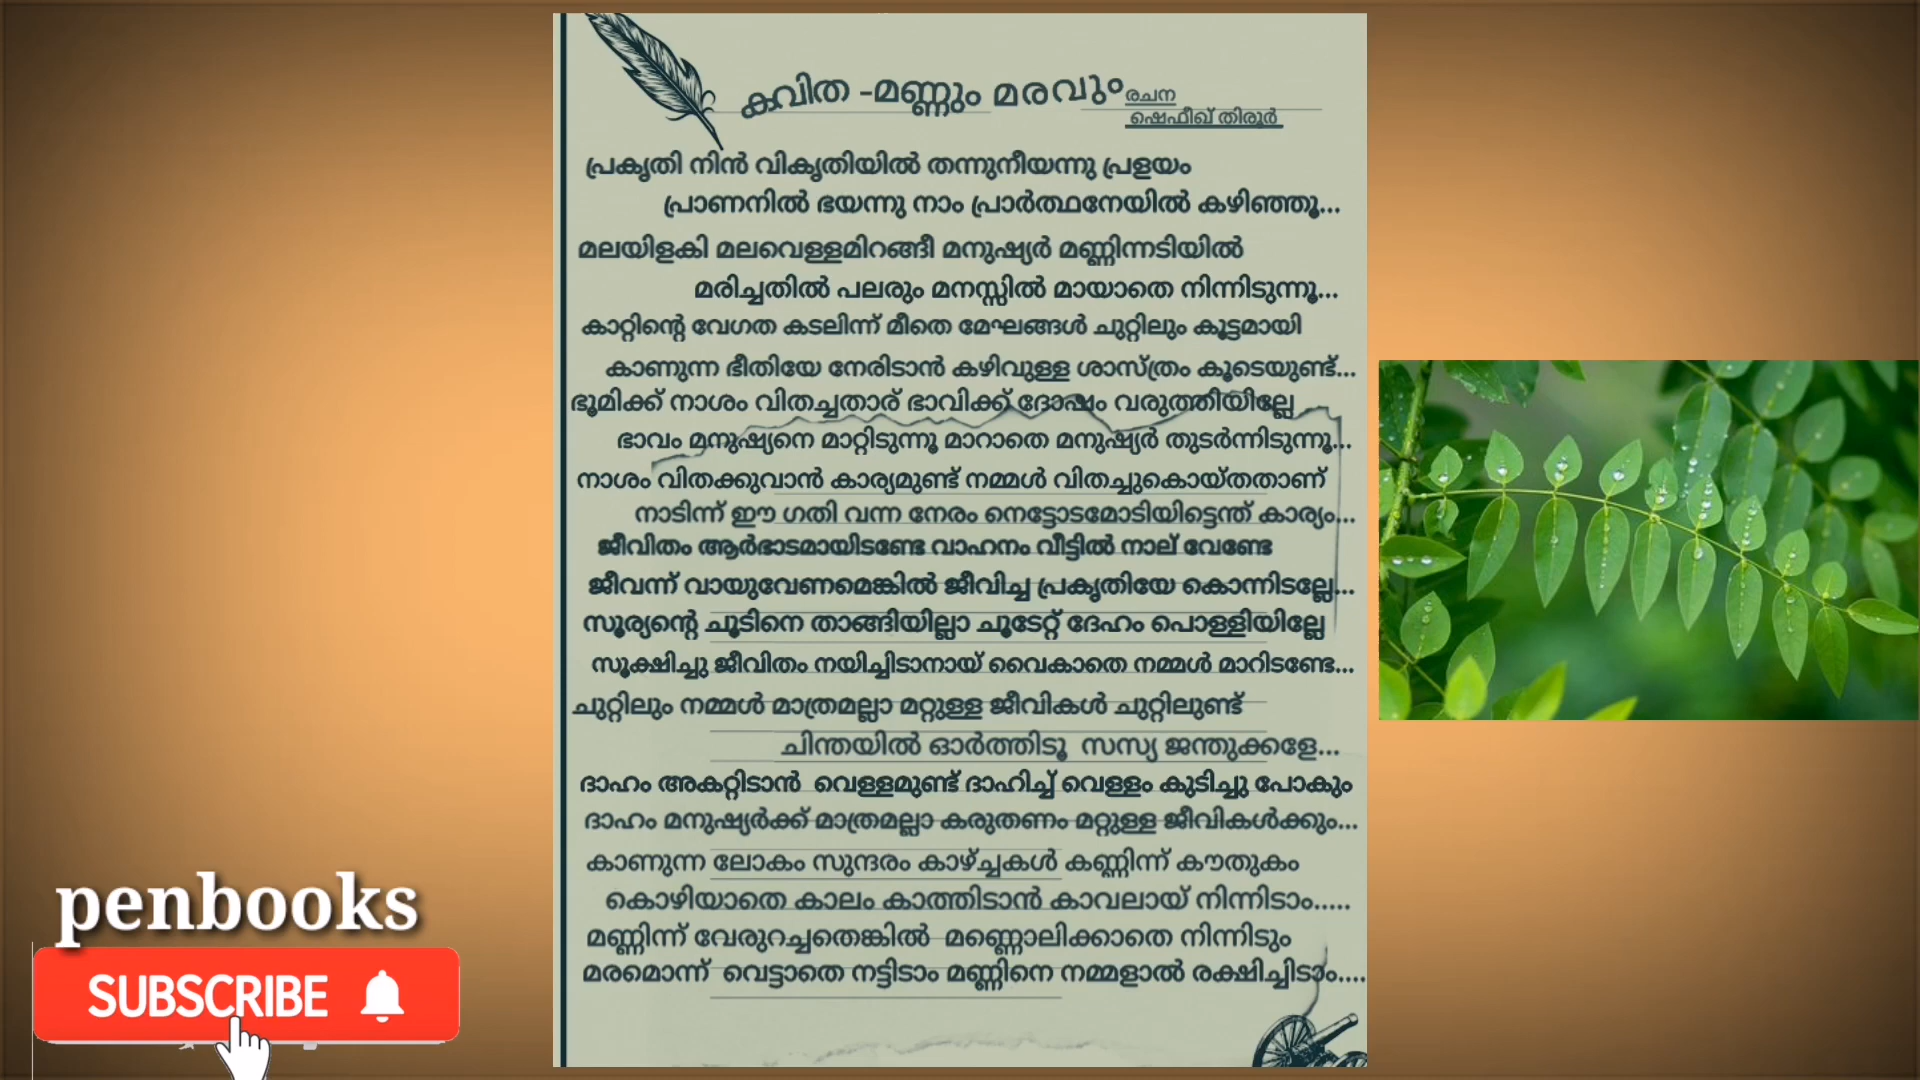 കവിത -മണ്ണും മരവും
രചന
ഷെഫീഖ് തിരൂർ
പ്രകൃതി നിൻ വികൃതിയിൽ തന്നുനീയന്നു പ്രളയം
പ്രാണനിൽ ഭയന്നു നാം പ്രാർത്ഥനേയിൽ കഴിഞ്ഞൂ...
മലയിളകി മലവെള്ളമിറങ്ങീ മനുഷ്യർ മണ്ണിന്നടിയിൽ
മരിച്ചതിൽ പലരും മനസ്സിൽ മായാതെ നിന്നിടുന്നൂ...
കാറ്റിന്റെ വേഗത കടലിന്ന് മീതെ മേഘങ്ങൾ ചുറ്റിലും കൂട്ടമായി
കാണുന്ന ഭീതിയേ നേരിടാൻ കഴിവുള്ള ശാസ്ത്രം കൂടെയുണ്ട്...
ഭൂമിക്ക് നാശം വിതച്ചതാര് ഭാവിക്ക് ദോഷം വരുത്തീയില്ലേ
ഭാവം മനുഷ്യനെ മാറ്റിടുന്നൂ മാറാതെ മനുഷ്യർ തുടർന്നിടുന്നൂ...
നാശം വിതക്കുവാൻ കാര്യമുണ്ട് നമ്മൾ വിതച്ചുകൊയ്തതാണ്
നാടിന്ന് ഈ ഗതി വന്ന നേരം നെട്ടോടമോടിയിട്ടെന്ത് കാര്യം...
ജീവിതം ആർഭാടമായിടണ്ടേ വാഹനം വീട്ടിൽ നാല് വേണ്ടേ
ജീവന്ന് വായുവേണമെങ്കിൽ ജീവിച്ച പ്രകൃതിയേ കൊന്നിടല്ലേ...
സൂര്യന്റെ ചൂടിനെ താങ്ങിയില്ലാ ചൂടേറ്റ് ദേഹം പൊള്ളിയില്ലേ
സൂക്ഷിച്ചു ജീവിതം നയിച്ചിടാനായ് വൈകാതെ നമ്മൾ മാറിടണ്ടേ...
ചുറ്റിലും നമ്മൾ മാത്രമല്ലാ മറ്റുള്ള ജീവികൾ ചുറ്റിലുണ്ട്
ചിന്തയിൽ ഓർത്തിടൂ സസ്യ ജന്തുക്കളേ...
ദാഹം അകറ്റിടാൻ വെള്ളമുണ്ട് ദാഹിച്ച് വെള്ളം കുടിച്ചു പോകും
ദാഹം മനുഷ്യർക്ക് മാത്രമല്ലാ കരുതണം മറ്റുള്ള ജീവികൾക്കും...
കാണുന്ന ലോകം സുന്ദരം കാഴ്ച്ചകൾ കണ്ണിന്ന് കൗതുകം
കൊഴിയാതെ കാലം കാത്തിടാൻ കാവലായ് നിന്നിടാം.....
മണ്ണിന്ന് വേരുറച്ചതെങ്കിൽ മണ്ണൊലിക്കാതെ നിന്നിടും
മരമൊന്ന് വെട്ടാതെ നട്ടിടാം മണ്ണിനെ നമ്മളാൽ രക്ഷിച്ചിടാം....
penbooks
SUBSCRIBE